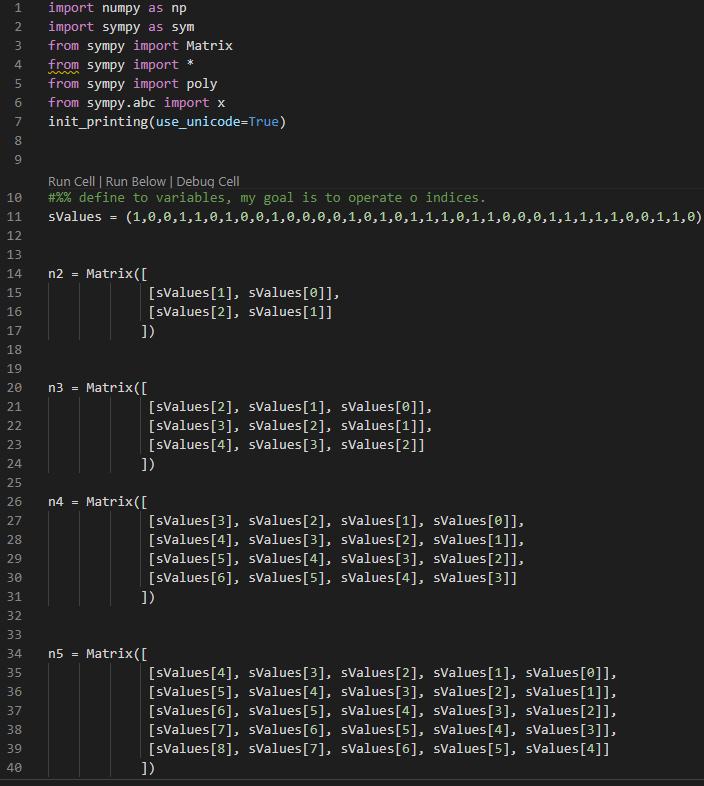 1 import numpy as np
2 import sympy as sym
3 from sympy import Matrix
4 from sympy import *
5 from sympy import poly
6 from sympy.abc import x
7 init_printing(use_unicode=True)
8
9
Run Cell | Run Below | Debug Cell
10 #%% define to variables, my goal is to operate o indices.
11 sValues = (1,0,0,1,1,0,1,0,0,1,0,0,0,0,1,0,1,0,1,1,1,0,1,1,0,0,0,1,1,1,1,1,0,0,1,1,0)
12
13
14 n2 = Matrix([
15 [sValues[1], sValues[0]],
16 [sValues[2], sValues[1]]
17 ])
18
19
20 n3 = Matrix([
21 [sValues[2], sValues[1], sValues[0]],
22 [sValues[3], sValues[2], sValues[1]],
23 [sValues[4], sValues[3], sValues[2]]
24 ])
25
26 n4 = Matrix([
27 [sValues[3], sValues[2], sValues[1], sValues[0]],
28 [sValues[4], sValues[3], sValues[2], sValues[1]],
29 [sValues[5], sValues[4], sValues[3], sValues[2]],
30 [sValues[6], sValues[5], sValues[4], sValues[3]]
31 ])
32
33
34 n5 = Matrix([
35 [sValues[4], sValues[3], sValues[2], sValues[1], sValues[0]],
36 [sValues[5], sValues[4], sValues[3], sValues[2], sValues[1]],
37 [sValues[6], sValues[5], sValues[4], sValues[3], sValues[2]],
38 [sValues[7], sValues[6], sValues[5], sValues[4], sValues[3]],
39 [sValues[8], sValues[7], sValues[6], sValues[5], sValues[4]]
40 ])